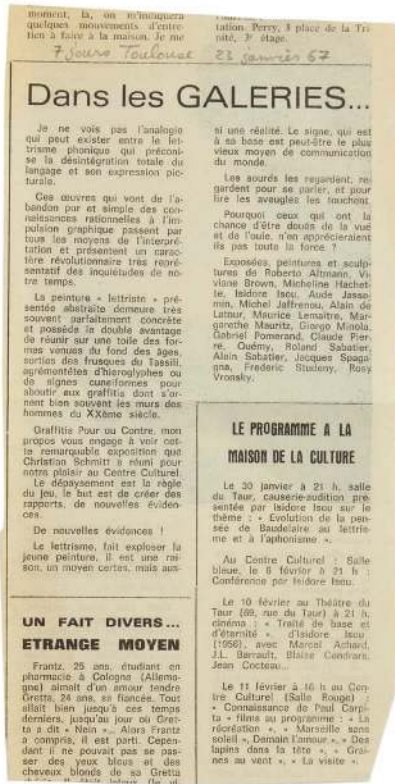 moment, là, on m'indiquera
quelques mouvements d'entre-
tien à faire à la maison. Je me
tation. Perry, 8 place de la Tri
nité, 3e étage.
7 Jours Toulouse 23 janvier 67
Dans les GALERIES...
Je ne vois pas l'analogie
qui peut exister entre le let-
trisme phonique qui préconi-
se la désintégration totale du
langage et son expression pic-
turale.
Ces œuvres qui vont de l'a-
bandon pur et simple des con-
naissances rationnelles à l'im-
pulsion graphique passent par
tous les moyens de l'interpré-
tation et présentent un carac-
tère révolutionnaire très repré-
sentatif des inquiétudes de no-
tre temps.
La peinture « lettriste » pré-
sentée abstraite demeure très
souvent parfaitement concrète
et possède le double avantage
de réunir sur une toile des for-
mes venues du fond des âges,
sorties des frusques du Tassili,
agrémentées d'hieroglyphes ou
de signes cuneiformes pour
aboutir aux graffitis dont s'or-
nent bien souvent les murs des
hommes du XXème siècle.
Graffitis Pour ou Contre, mon
propos vous engage à voir cet-
te remarquable exposition que
Christian Schmitt a réuni pour
notre plaisir au Centre Culturel.
Le dépaysement est la règle
du jeu, le but est de créer des
rapports, de nouvelles éviden-
ces.
De nouvelles évidences !
Le lettrisme, fait exploser la
jeune peinture, il est une rai-
son, un moyen certes, mais aus-
si une réalité. Le signe, qui est
à sa base est peut-être le plus
vieux moyen de communication
du monde.
Les sourds les regardent, re-
gardent pour se parler, et pour
lire les aveugles les touchent.
Pourquoi ceux qui ont la
chance d'être doués de la vue
et de l'ouïe, n'en apprécieraient
ils pas toute la force ?
Exposées, peintures et sculp-
tures de Roberto Altmann, Vi-
viane Brown, Micheline Hachet-
te, Isidore Isou, Aude Jesse-
min, Michel Jaffrenou, Alain de
Latour, Maurice Lemaitre, Mar-
garethe Mauritz, Giorgo Minola,
Gabriel Pomerand, Claude Pier-
re, Ouémy, Roland Sabatier,
Alain Sabatier, Jacques Spaga-
gna, Frederic Studeny, Rosy
Vronsky.
LE PROGRAMME A LA
MAISON DE LA CULTURE
Le 30 janvier à 21 h, salle
du Taur, causerie-audition pré-
sentée par Isidore Isou sur le
thème : « Evolution de la pen-
sée de Baudelaire au lettris-
me et à l'aphonisme ».
Au Centre Culturel : Salle
bleue, le 6 février à 21 h :
Conférence par Isidore Isou.
Le 10 février au Théâtre du
Taur (69, rue du Taur) à 21 h,
cinéma : « Traité de base et
d'éternité », d'Isidore Isou
(1956), avec Marcel Achard,
J.L. Barrault, Blaise Cendrars,
Jean Cocteau...
Le 11 février à 16 h au Cen-
tre Culturel (Salle Rouge) :
« Connaissance de Paul Carpi-
ta » films au programme : « La
récréation », « Marseille sans
soleil », Demain l'amour », « Des
lapins dans la tête », « Grai-
nes au vent », « La visite ».
UN FAIT DIVERS...
ETRANGE MOYEN
Frantz, 25 ans, étudiant en
pharmacie à Cologne (Allema-
gne) aimait d'un amour tendre
Gretta, 24 ans, sa fiancée. Tout
allait bien jusqu'à ces temps
derniers, jusqu'au jour où Gret-
ta a dit « Nein »... Alors Frantz
a compris, il est parti. Cepen-
dant il ne pouvait pas se pas-
ser des yeux bleus et des
cheveux blonds de sa Gretta